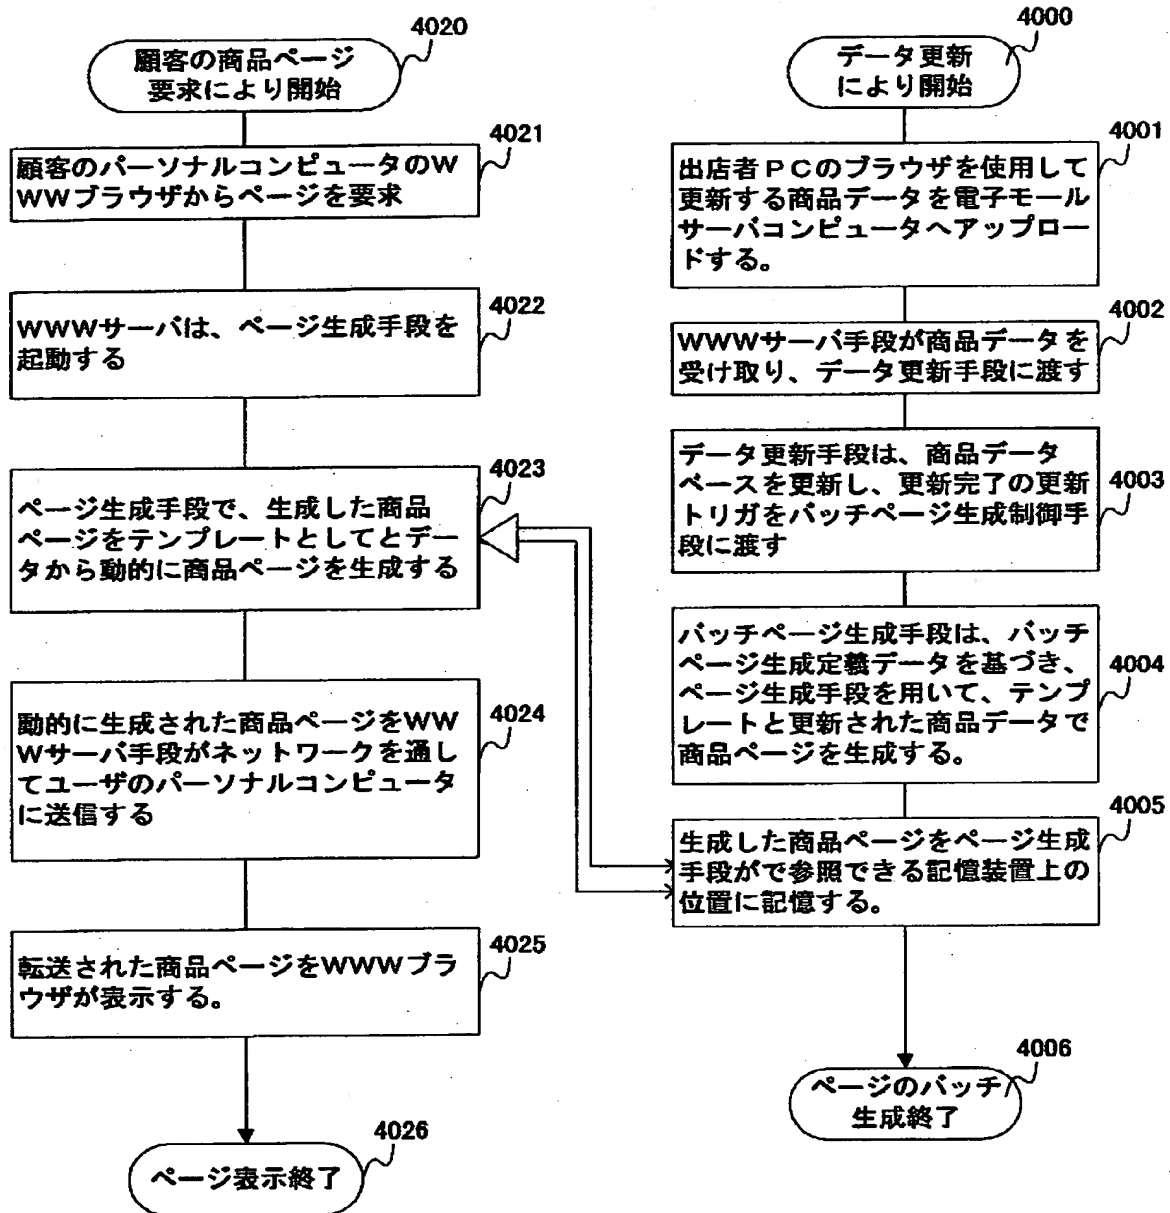 4020
顧客の商品ページ
要求により開始
4021
顧客のパーソナルコンピュータのW
WWブラウザからページを要求
4022
WWWサーバは、ページ生成手段を
起動する
4023
ページ生成手段で、生成した商品
ページをテンプレートとしてとデー
タから動的に商品ページを生成する
4024
動的に生成された商品ページをWW
Wサーバ手段がネットワークを通し
てユーザのパーソナルコンピュータ
に送信する
4025
転送された商品ページをWWWブラ
ウザが表示する。
4026
ページ表示終了
4000
データ更新
により開始
4001
出店者PCのブラウザを使用して
更新する商品データを電子モール
サーバコンピュータへアップロー
ドする。
4002
WWWサーバ手段が商品データを
受け取り、データ更新手段に渡す
4003
データ更新手段は、商品データ
ベースを更新し、更新完了の更新
トリガをバッチページ生成制御手
段に渡す
4004
バッチページ生成手段は、バッチ
ページ生成定義データを基づき、
ページ生成手段を用いて、テンプ
レートと更新された商品データで
商品ページを生成する。
4005
生成した商品ページをページ生成
手段がで参照できる記憶装置上の
位置に記憶する。
4006
ページのバッチ
生成終了